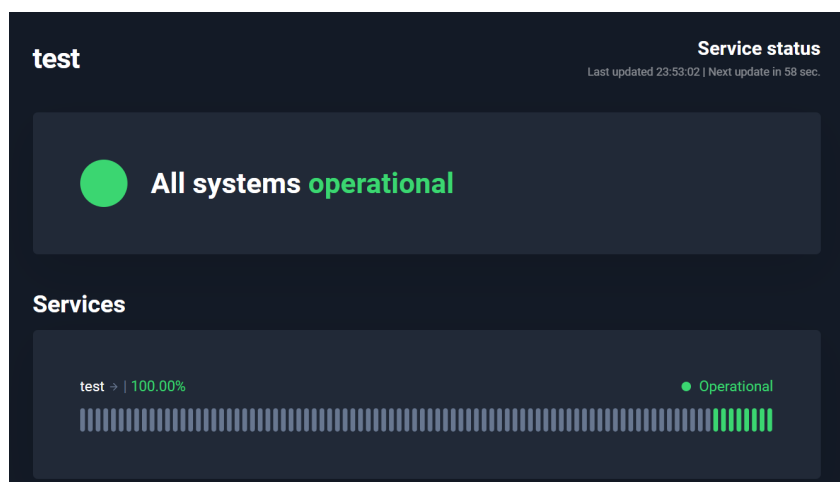 test
Service status
Last updated 23:53:02 | Next update in 58 sec.
All systems operational
Services
test → | 100.00%
Operational